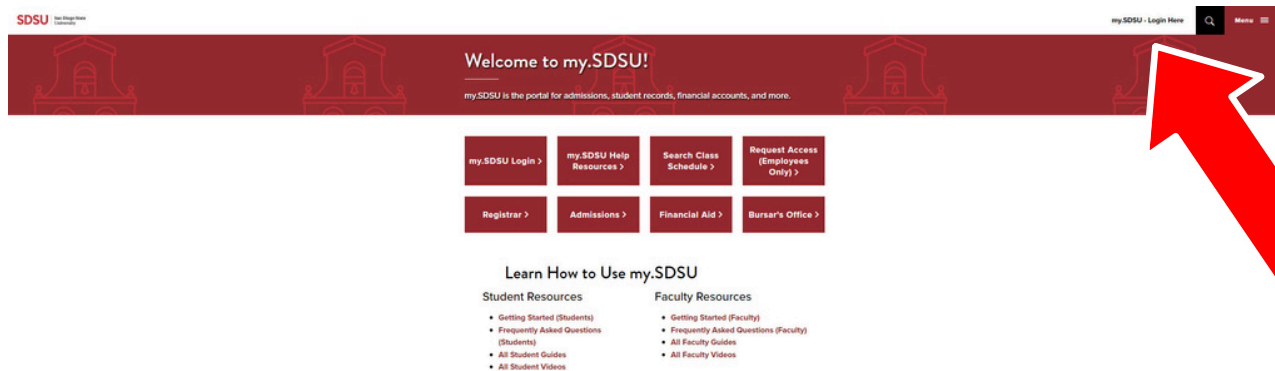 SDSU San Diego State
University
my.SDSU - Login Here
Menu
Welcome to my.SDSU!
my.SDSU is the portal for admissions, student records, financial accounts, and more.
my.SDSU Login >
my.SDSU Help
Resources >
Search Class
Schedule >
Request Access
(Employees
Only) >
Registrar >
Admissions >
Financial Aid >
Bursar's Office >
Learn How to Use my.SDSU
Student Resources
Getting Started (Students)
Frequently Asked Questions
(Students)
All Student Guides
All Student Videos
Faculty Resources
Getting Started (Faculty)
Frequently Asked Questions (Faculty)
All Faculty Guides
All Faculty Videos